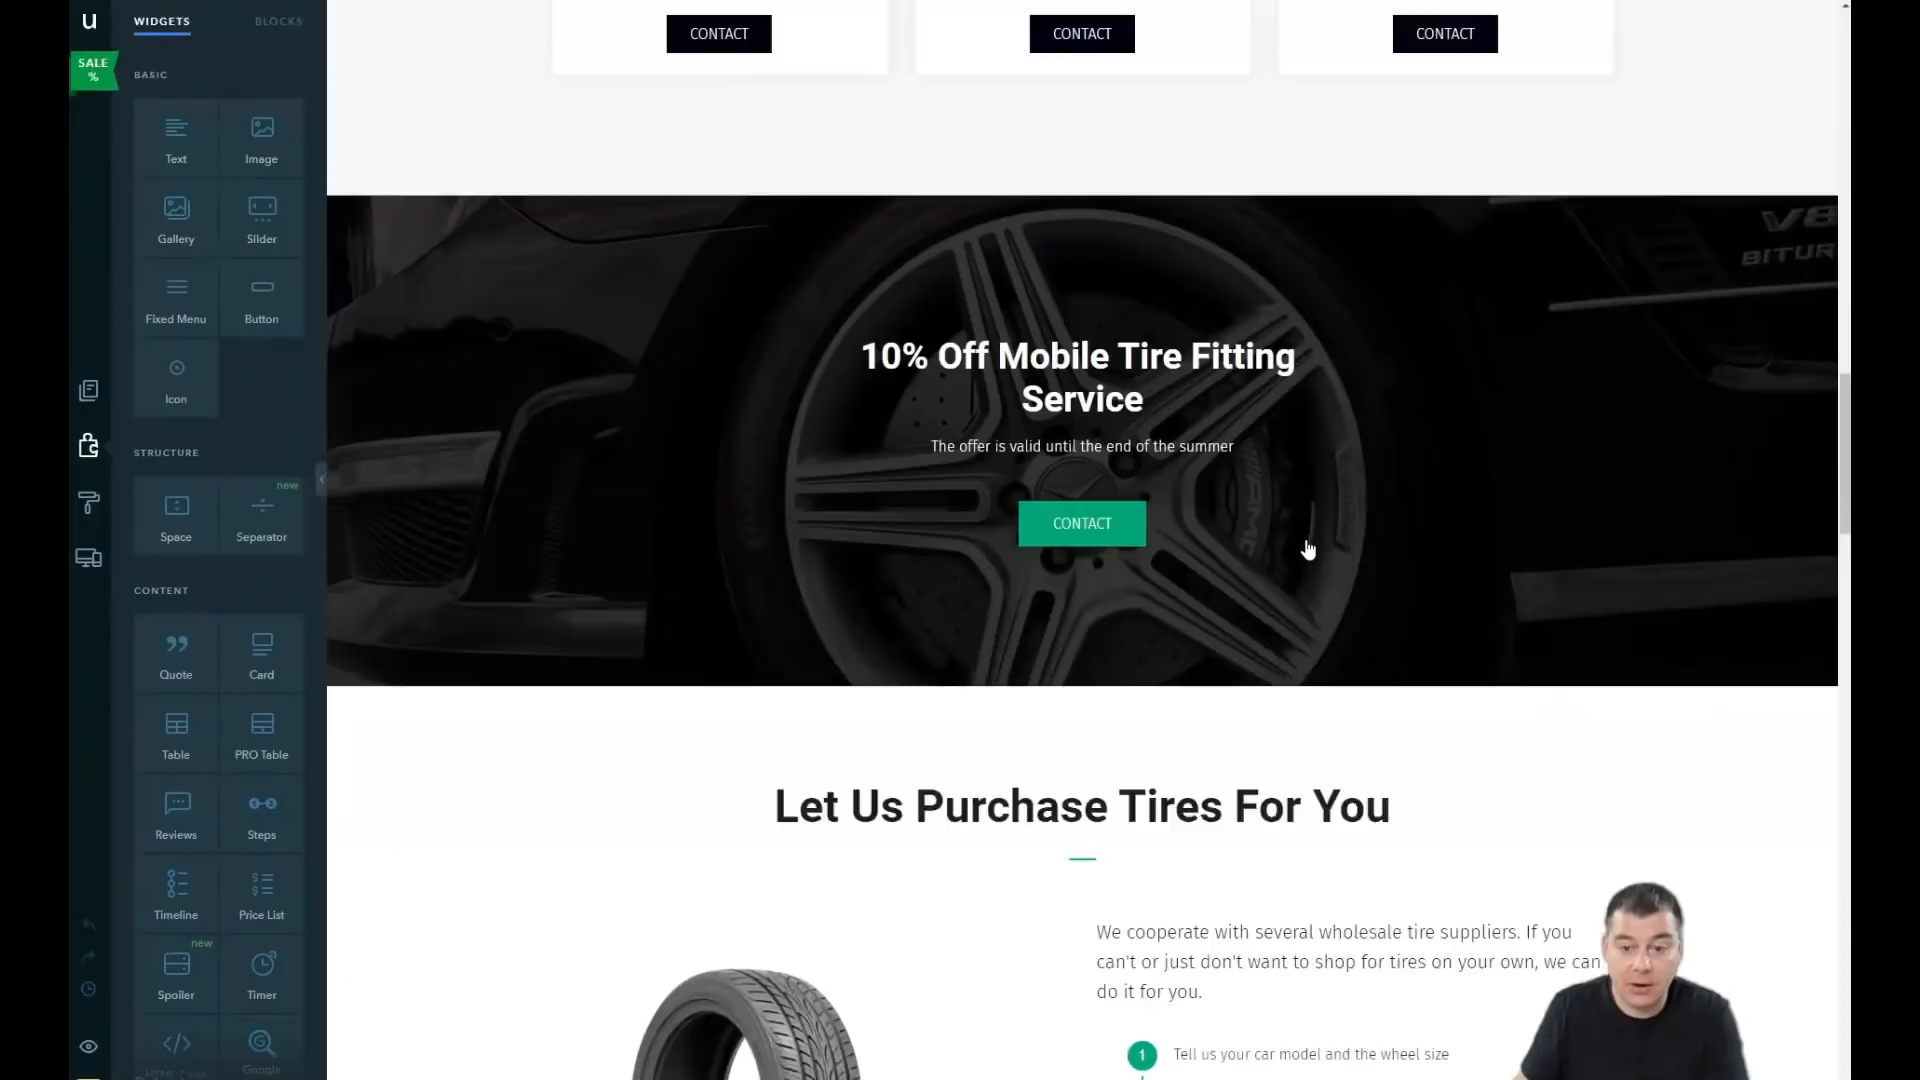 u
WIDGETS
BLOCKS
SALE
%
BASIC
Text
Image
Gallery
Slider
Fixed Menu
Button
Icon
STRUCTURE
new
Space
Separator
CONTENT
Quote
Card
Table
PRO Table
Reviews
Steps
Timeline
Price List
new
Spoiler
Timer
Google
CONTACT
CONTACT
CONTACT
V8
BITUR
10% Off Mobile Tire Fitting
Service
The offer is valid until the end of the summer
CONTACT
AMG
Let Us Purchase Tires For You
We cooperate with several wholesale tire suppliers. If you
can't or just don't want to shop for tires on your own, we can
do it for you.
1
Tell us your car model and the wheel size